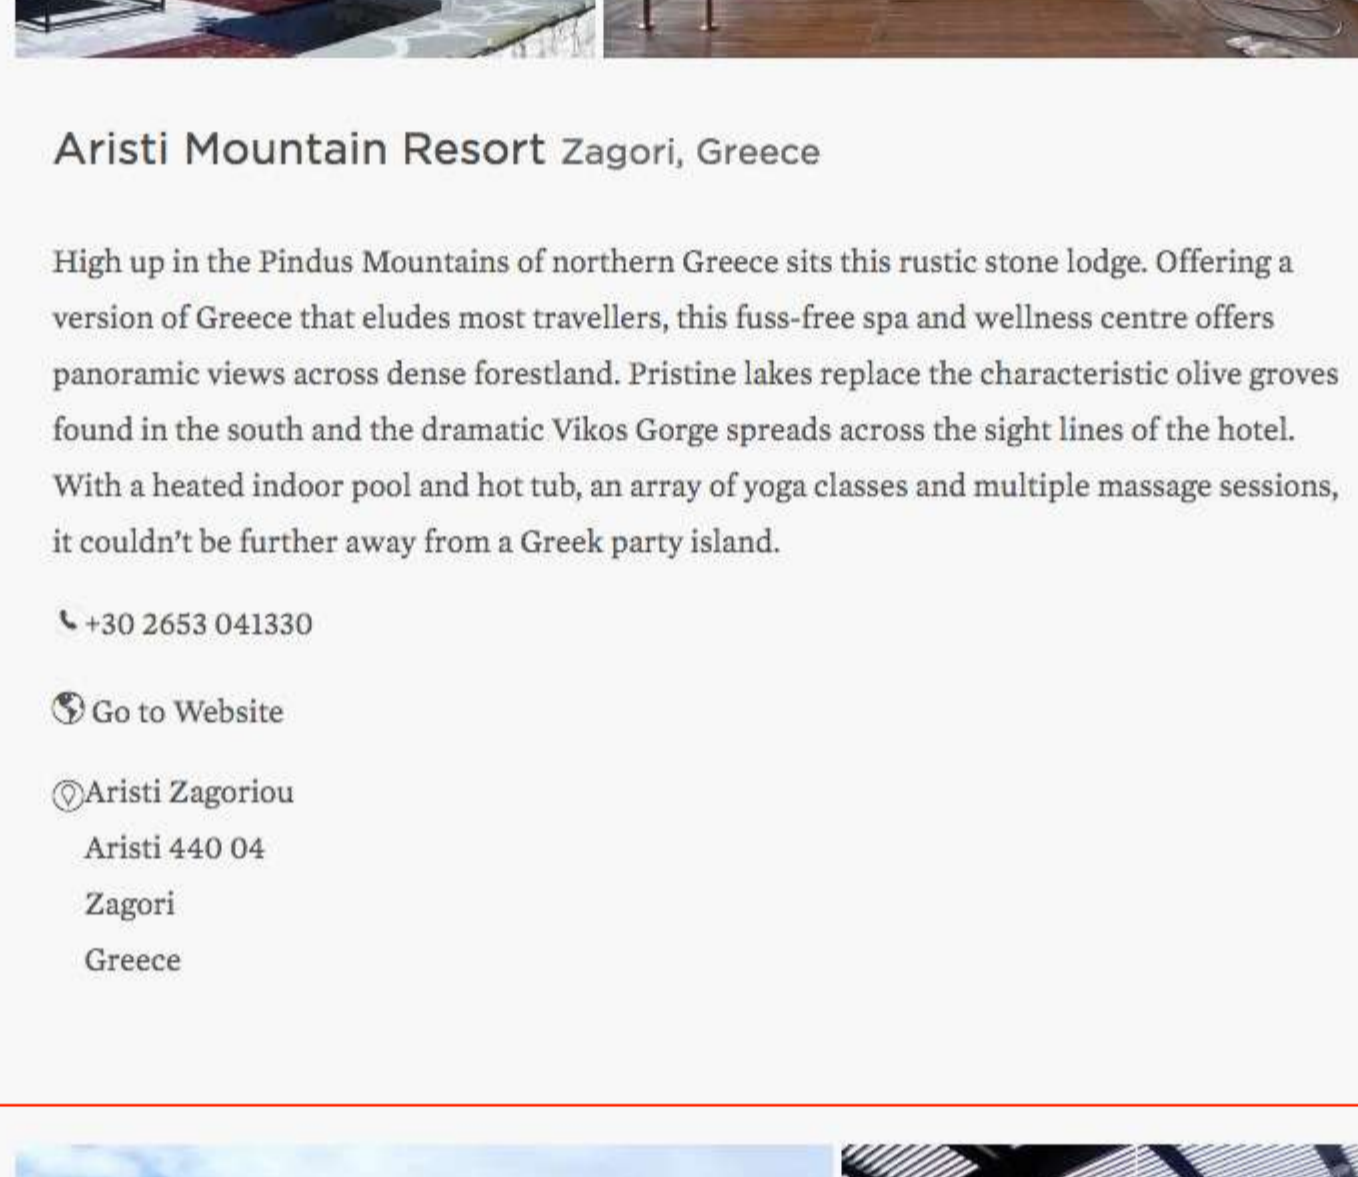 Aristi Mountain Resort Zagori, Greece
High up in the Pindus Mountains of northern Greece sits this rustic stone lodge. Offering a
version of Greece that eludes most travellers, this fuss-free spa and wellness centre offers
panoramic views across dense forestland. Pristine lakes replace the characteristic olive groves
found in the south and the dramatic Vikos Gorge spreads across the sight lines of the hotel.
With a heated indoor pool and hot tub, an array of yoga classes and multiple massage sessions,
it couldn't be further away from a Greek party island.
+30 2653 041330
Go to Website
Aristi Zagoriou
Aristi 440 04
Zagori
Greece